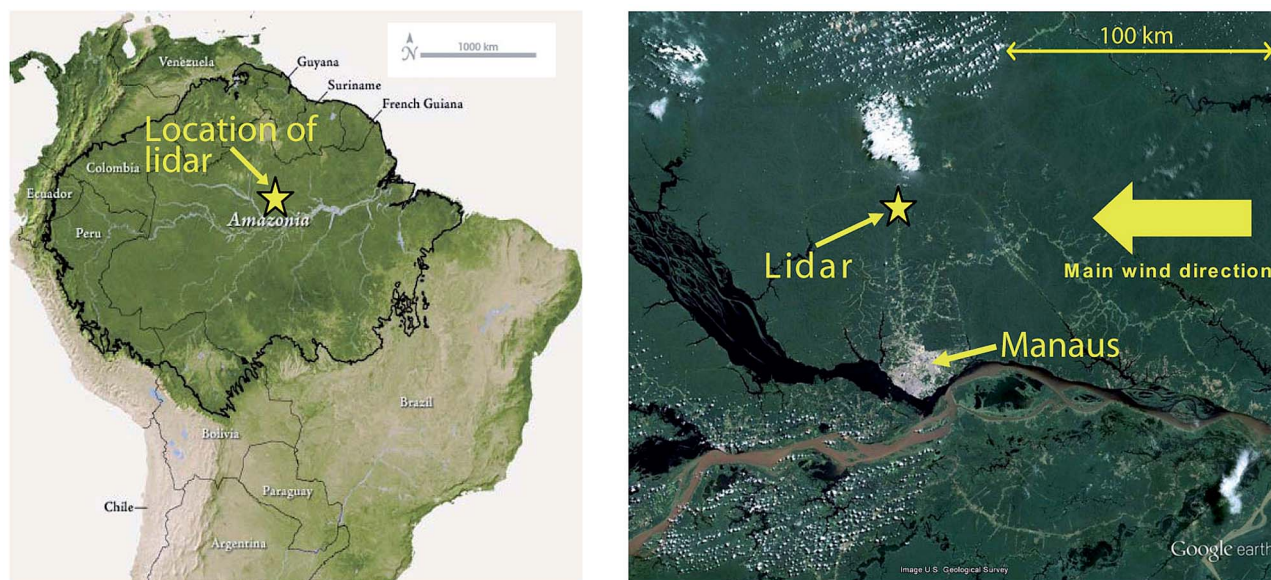 1000 km
N
Venezuela
Guyana
Suriname
French Guiana
Location of
lidar
Colombia
Ecuador
Amazonia
Peru
Brazil
Bolivia
Paraguay
Chile
Argentina
100 km
Lidar
Main wind direction
Manaus
Google earth
Image U.S. Geological Survey